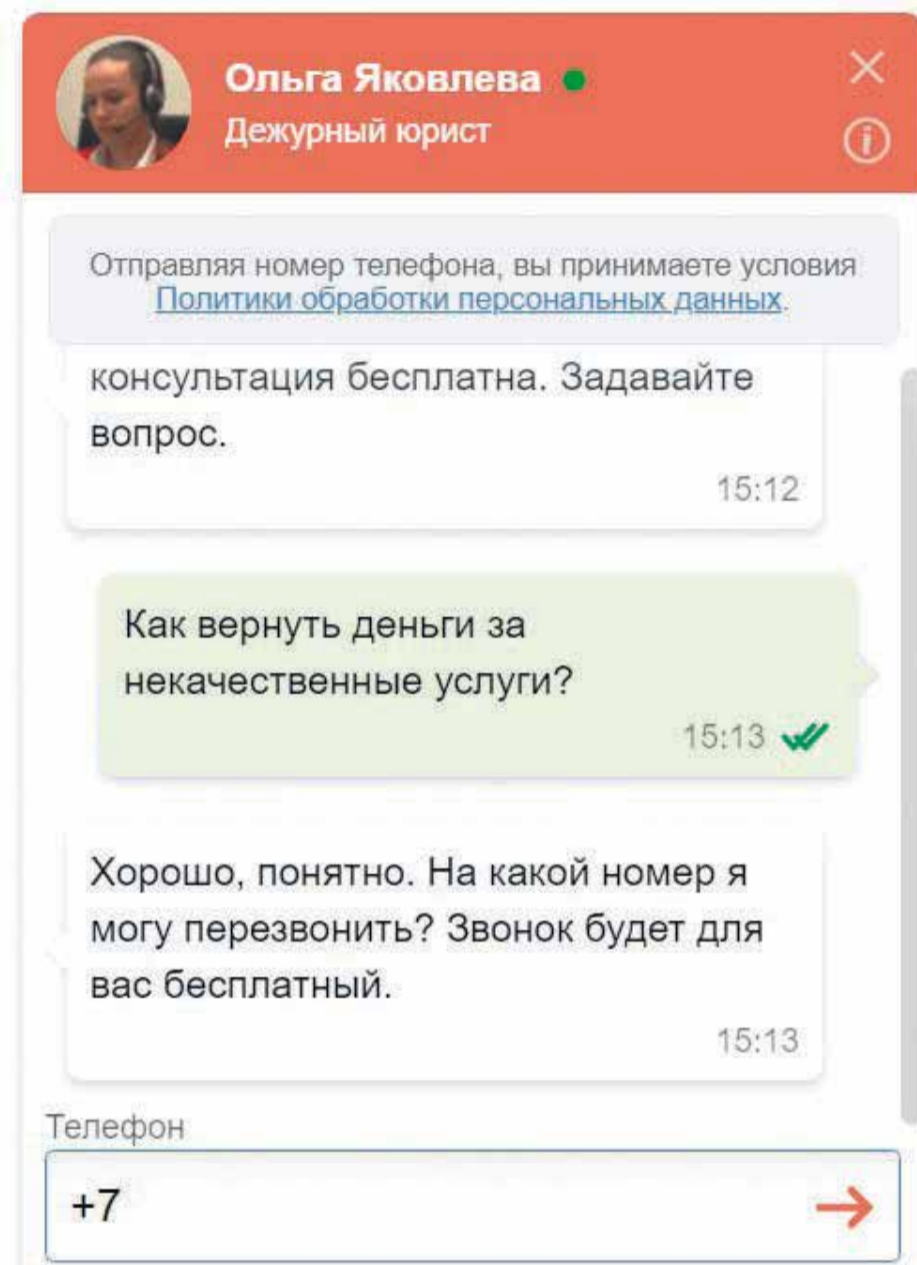 Ольга Яковлева
Дежурный юрист
Отправляя номер телефона, вы принимаете условия
Политики обработки персональных данных.
консультация бесплатна. Задавайте
вопрос.
15:12
Как вернуть деньги за
некачественные услуги?
15:13
Хорошо, понятно. На какой номер я
могу перезвонить? Звонок будет для
вас бесплатный.
15:13
Телефон
+7